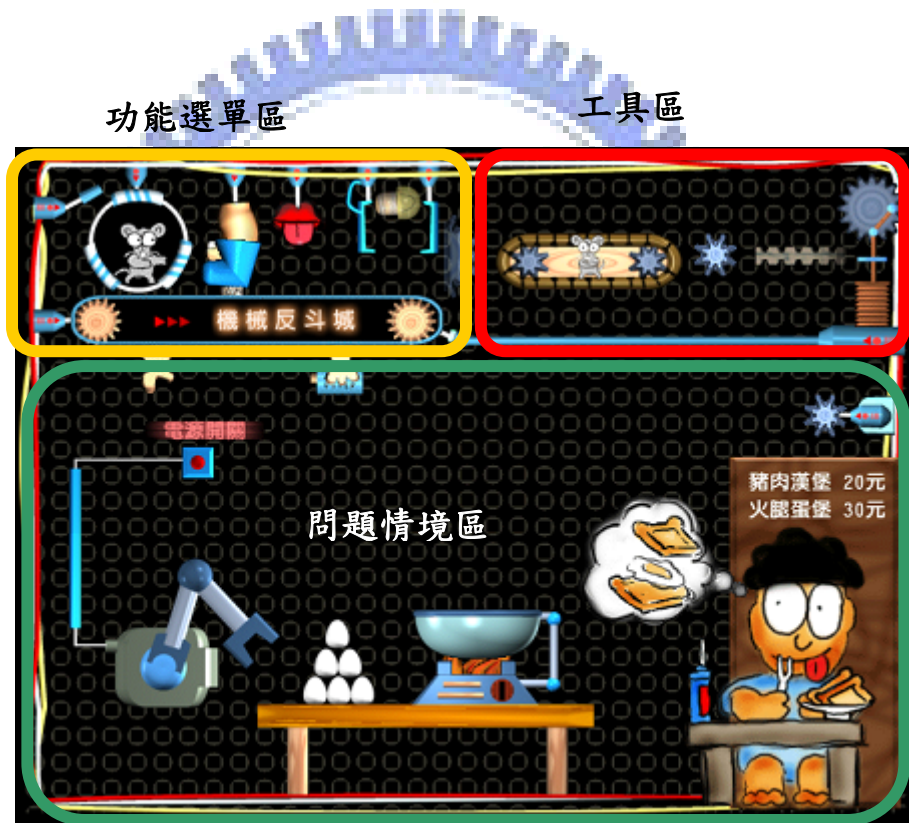 功能選單區
工具區
機械反斗城
電源開關
問題情境區
豬肉漢堡 20元
火腿蛋堡 30元